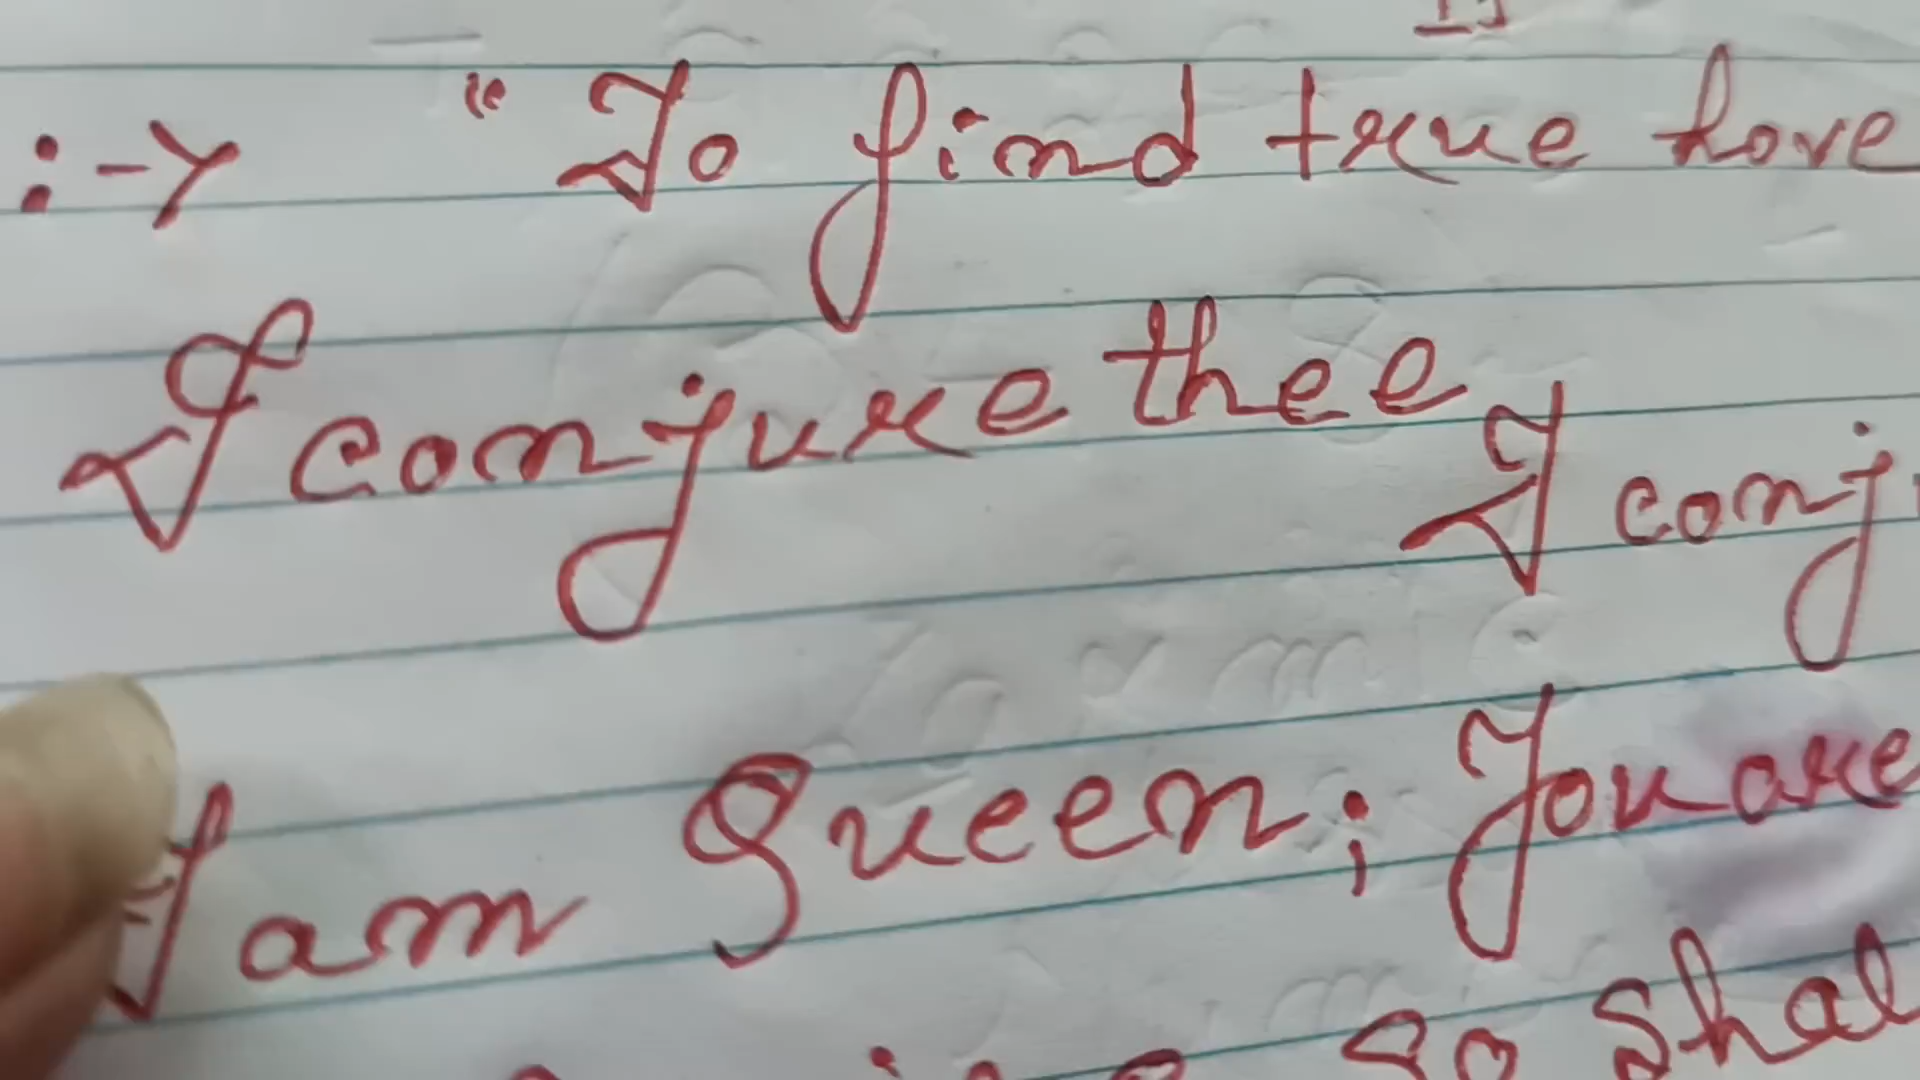 :-> "To find true love
I conjure thee I conj
I am Queen; You are
so shal